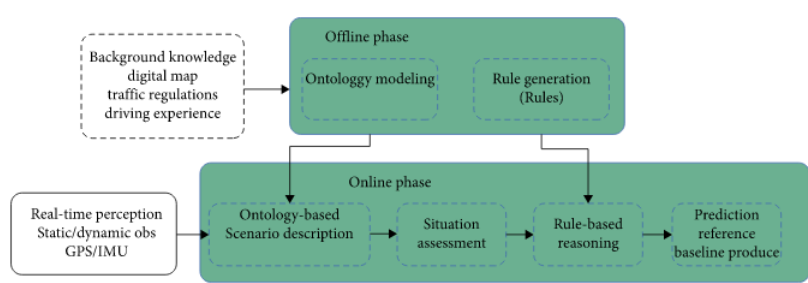 Offline phase
Background knowledge
digital map
traffic regulations
driving experience
Ontologgy modeling
Rule generation
(Rules)
Online phase
Real-time perception
Static/dynamic obs
GPS/IMU
Ontology-based
Scenario description
Situation
assessment
Rule-based
reasoning
Prediction
reference
baseline produce